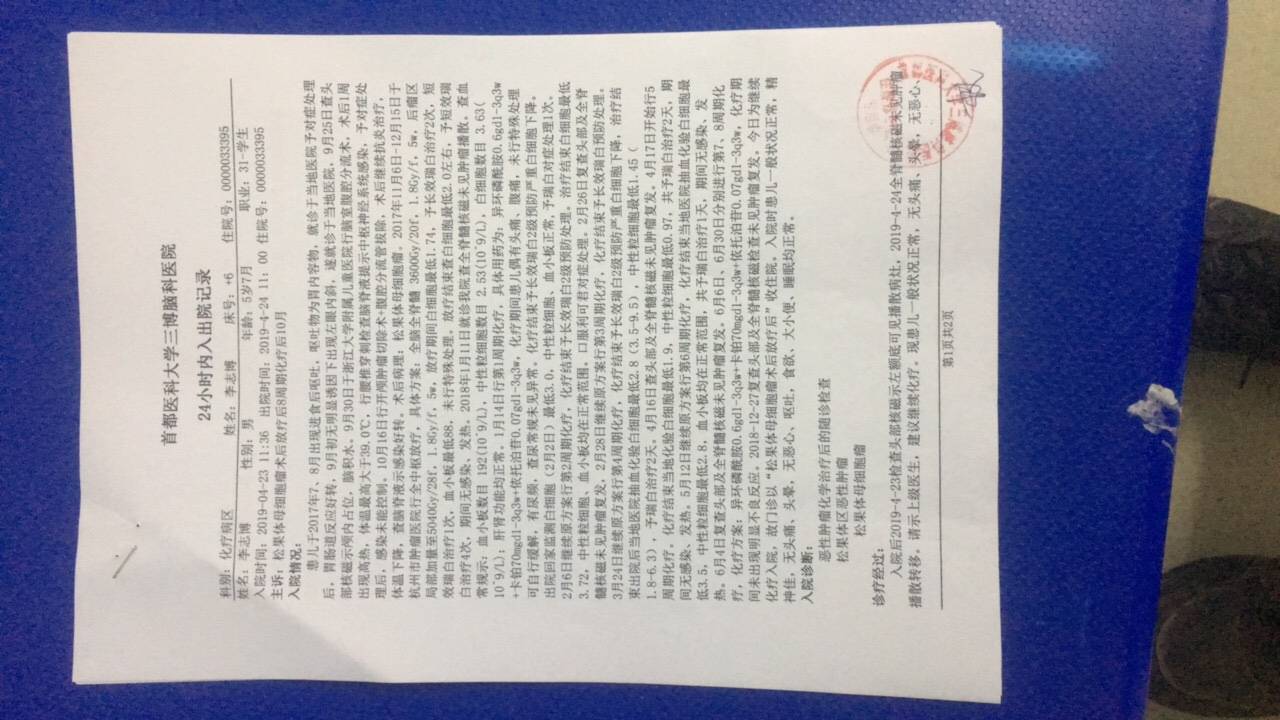 首都医科大学三博脑科医院
24小时内入出院记录
科别：化疗病区 姓名：李志博 床号：+6 住院号：0000033395
姓名：李志博 性别：男 年龄：5岁7月 职业：31-学生
入院时间：2019-04-23 11:36 出院时间：2019-4-24 11：00 住院号：0000033395
主诉：松果体母细胞瘤术后放疗后8周期化疗后10月
入院情况：
患儿于2017年7、8月出现进食后呕吐，呕吐物为胃内容物，就诊于当地医院予对症处理
后，胃肠道反应好转，9月初无明显诱因下出现左眼内斜，遂就诊于当地医院，9月25日查头
部核磁示颅内占位，脑积水。9月30日于浙江大学附属儿童医院行脑室腹腔分流术，术后1周
出现高热，体温最高大于39.0℃，行腰椎穿刺检查脑脊液提示中枢神经系统感染，予对症处
理后，感染未能控制。10月16日行开颅肿瘤切除术+腹腔分流管拔除，术后继续抗炎治疗，
体温下降，查脑脊液示感染好转。术后病理：松果体母细胞瘤。2017年11月6日-12月15日于
杭州市肿瘤医院行全中枢放疗，具体方案，全脑全脊髓 3600Gy/20f，1.8Gy/f，5w，后瘤区
局部加量至5040Gy/28f，1.8Gy/f，5w，放疗期间白细胞最低1.74，予长效瑞白治疗2次，短
效瑞白治疗1次，血小板最低88，未行特殊处理。放疗结束查白细胞最低2.0左右，予短效瑞
白治疗3次，期间无感染、发热。2018年1月11日就诊我院查全脊髓核磁未见肿瘤播散。查血
常规示：血小板数目 192(10^9/L)，中性粒细胞数目 2.53(10^9/L)，白细胞数目 3.63(
10^9/L)；肝肾功能均正常。1月14日行第1周期化疗，具体用药为：异环磷酰胺0.6gd1-3q3w
+卡铂70mgd1-3q3w+依托泊苷0.07gd1-3q3w，化疗期间患儿偶有头痛、腹痛，未行特殊处理
可自行缓解，有尿频，查尿常规未见异常，化疗结束予长效瑞白2级预防严重白细胞下降。
出院回家监测白细胞（2月2日）最低3.0，中性粒细胞、血小板正常,予瑞白对症处理1次。
2月6日继续原方案行第2周期化疗，化疗结束予长效瑞白2级预防处理。治疗结束白细胞最低
3.72，中性粒细胞、血小板均在正常范围，口服利可君对症处理。2月26日复查头部及全脊
髓核磁未见肿瘤复发，2月28日继续原方案行第3周期化疗，化疗结束予长效瑞白预防处理。
3月24日继续原方案行第4周期化疗，化疗结束予长效瑞白2级预防严重白细胞下降，治疗结
束出院后当地医院抽血化验白细胞最低2.8（3.5-9.5），中性粒细胞最低1.45（
1.8-6.3），予瑞白治疗2天。4月16日查头部及全脊髓核磁未见肿瘤复发。4月17日开始行5
周期化疗，化疗结束当地化验白细胞最低1.9，中性粒细胞最低0.97，共予瑞白治疗2天，期
间无感染、发热。5月12日继续原方案行第6周期化疗，化疗结束当地医院抽血化验白细胞最
低3.5，中性粒细胞最低2.8，血小板均在正常范围，共予瑞白治疗1天，期间无感染、发
热。6月4日复查头部及全脊髓核磁未见肿瘤复发。6月6日、6月30日分别进行第7、8周期化
疗，化疗方案：异环磷酰胺0.6gd1-3q3w+卡铂70mgd1-3q3w+依托泊苷0.07gd1-3q3w，化疗期
间未出现明显不良反应。2018-12-27复查头部及全脊髓核磁检查未见肿瘤复发，今日为继续
化疗入院，故门诊以“松果体母细胞瘤术后放疗后”收住院，入院时患儿一般状况正常，精
神佳，无头痛、头晕，无恶心、呕吐，食欲、大小便、睡眠均正常。
入院诊断：
恶性肿瘤化学治疗后的随诊检查
松果体区恶性肿瘤
松果体母细胞瘤
诊疗经过：
入院后2019-4-23检查头部核磁示左额底可见播散病灶，2019-4-24全脊髓核磁未见肿瘤
播散转移，请示上级医生，建议继续化疗。现患儿一般状况正常，无头痛、头晕，无恶心、
第1页共2页